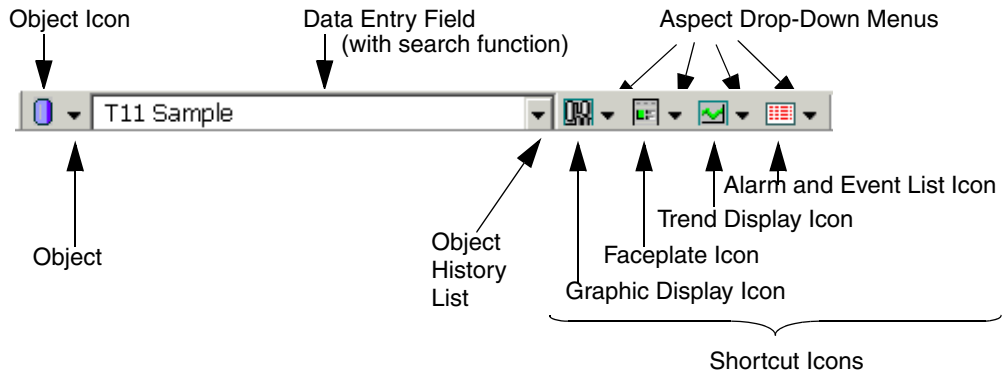 Object Icon
Data Entry Field
(with search function)
Aspect Drop-Down Menus
T11 Sample
Alarm and Event List Icon
Trend Display Icon
Object
Object
History
List
Faceplate Icon
Graphic Display Icon
Shortcut Icons